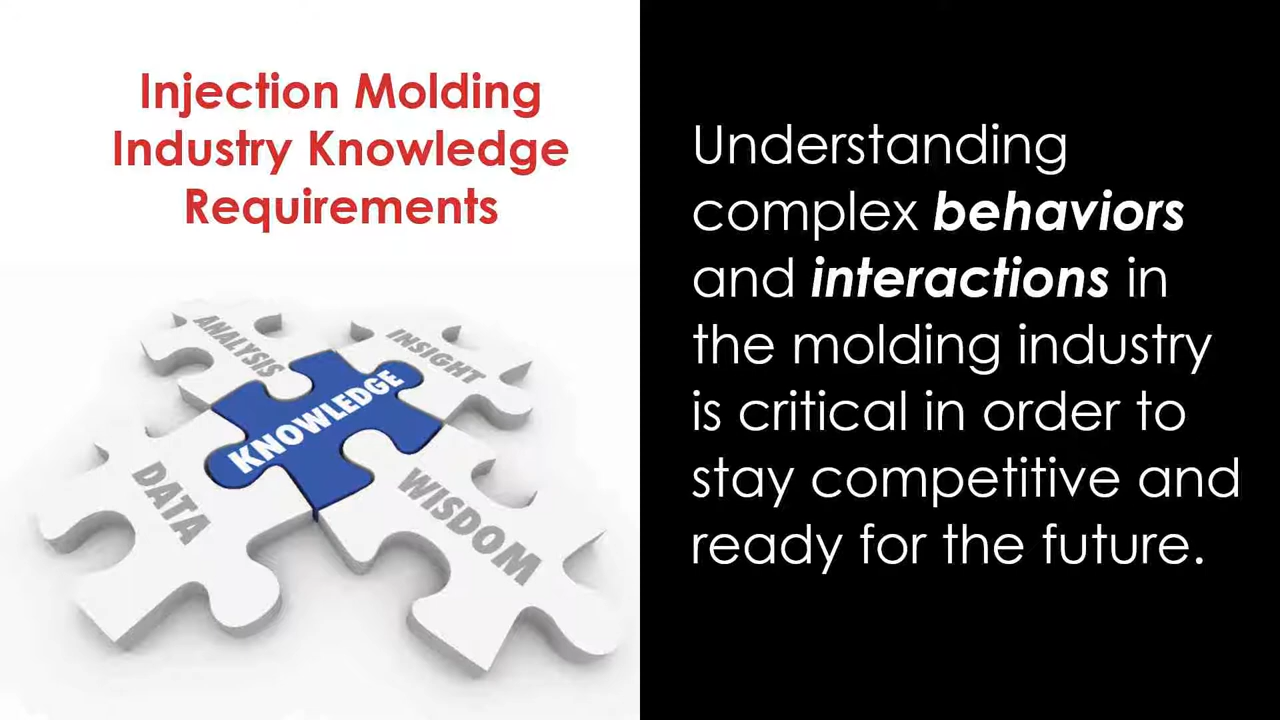 Injection Molding
Industry Knowledge
Requirements
ANALYSIS
INSIGHT
KNOWLEDGE
DATA
WISDOM
Understanding
complex behaviors
and interactions in
the molding industry
is critical in order to
stay competitive and
ready for the future.